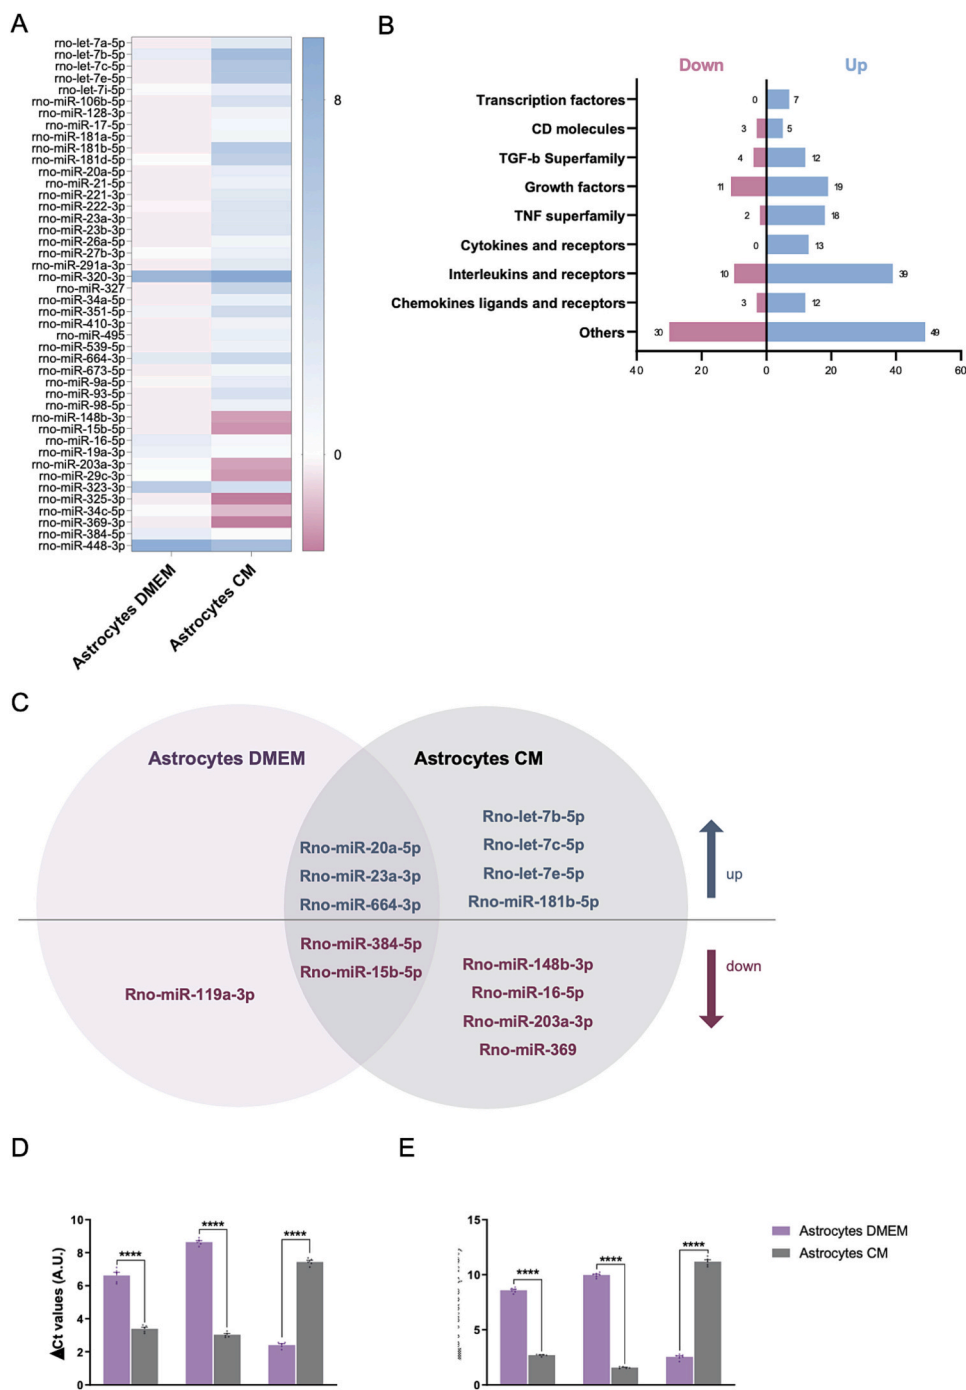 A
rno-let-7a-5p
rno-let-7b-5p
rno-let-7c-5p
rno-let-7e-5p
rno-let-7i-5p
rno-miR-106b-5p
rno-miR-128-3p
rno-miR-17-5p
rno-miR-181a-5p
rno-miR-181b-5p
rno-miR-181d-5p
rno-miR-20a-5p
rno-miR-21-5p
rno-miR-221-3p
rno-miR-222-3p
rno-miR-23a-3p
rno-miR-23b-3p
rno-miR-26a-5p
rno-miR-27b-3p
rno-miR-291a-3p
rno-miR-320-3p
rno-miR-327
rno-miR-34a-5p
rno-miR-351-5p
rno-miR-410-3p
rno-miR-495
rno-miR-539-5p
rno-miR-664-3p
rno-miR-673-5p
rno-miR-9a-5p
rno-miR-93-5p
rno-miR-98-5p
rno-miR-148b-3p
rno-miR-15b-5p
rno-miR-16-5p
rno-miR-19a-3p
rno-miR-203a-3p
rno-miR-29c-3p
rno-miR-323-3p
rno-miR-325-3p
rno-miR-34c-5p
rno-miR-369-3p
rno-miR-384-5p
rno-miR-448-3p
Astrocytes DMEM
Astrocytes CM
8
0
B
Down Up
Transcription factores 0 7
CD molecules 3 5
TGF-b Superfamily 4 12
Growth factors 11 19
TNF superfamily 2 18
Cytokines and receptors 0 13
Interleukins and receptors 10 39
Chemokines ligands and receptors 3 12
Others 30 49
40 20 0 20 40 60
C
Astrocytes DMEM
Astrocytes CM
Rno-let-7b-5p
Rno-let-7c-5p
Rno-let-7e-5p
Rno-miR-181b-5p
Rno-miR-20a-5p
Rno-miR-23a-3p
Rno-miR-664-3p
up
Rno-miR-384-5p
Rno-miR-15b-5p
Rno-miR-119a-3p
Rno-miR-148b-3p
Rno-miR-16-5p
Rno-miR-203a-3p
Rno-miR-369
down
D
▲Ct values (A.U.)
10
8
6
4
2
0
****
****
****
E
15
10
5
0
****
****
****
Astrocytes DMEM
Astrocytes CM